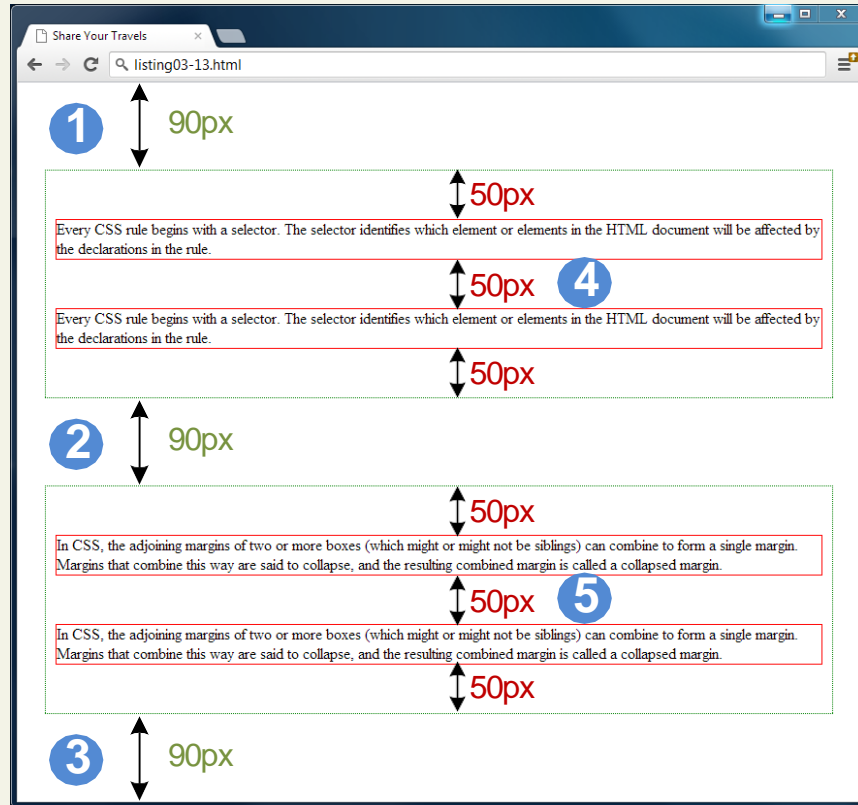 Share Your Travels
listing03-13.html
1
90px
50px
Every CSS rule begins with a selector. The selector identifies which element or elements in the HTML document will be affected by
the declarations in the rule.
50px
4
Every CSS rule begins with a selector. The selector identifies which element or elements in the HTML document will be affected by
the declarations in the rule.
50px
2
90px
50px
In CSS, the adjoining margins of two or more boxes (which might or might not be siblings) can combine to form a single margin.
Margins that combine this way are said to collapse, and the resulting combined margin is called a collapsed margin.
50px
5
In CSS, the adjoining margins of two or more boxes (which might or might not be siblings) can combine to form a single margin.
Margins that combine this way are said to collapse, and the resulting combined margin is called a collapsed margin.
50px
3
90px